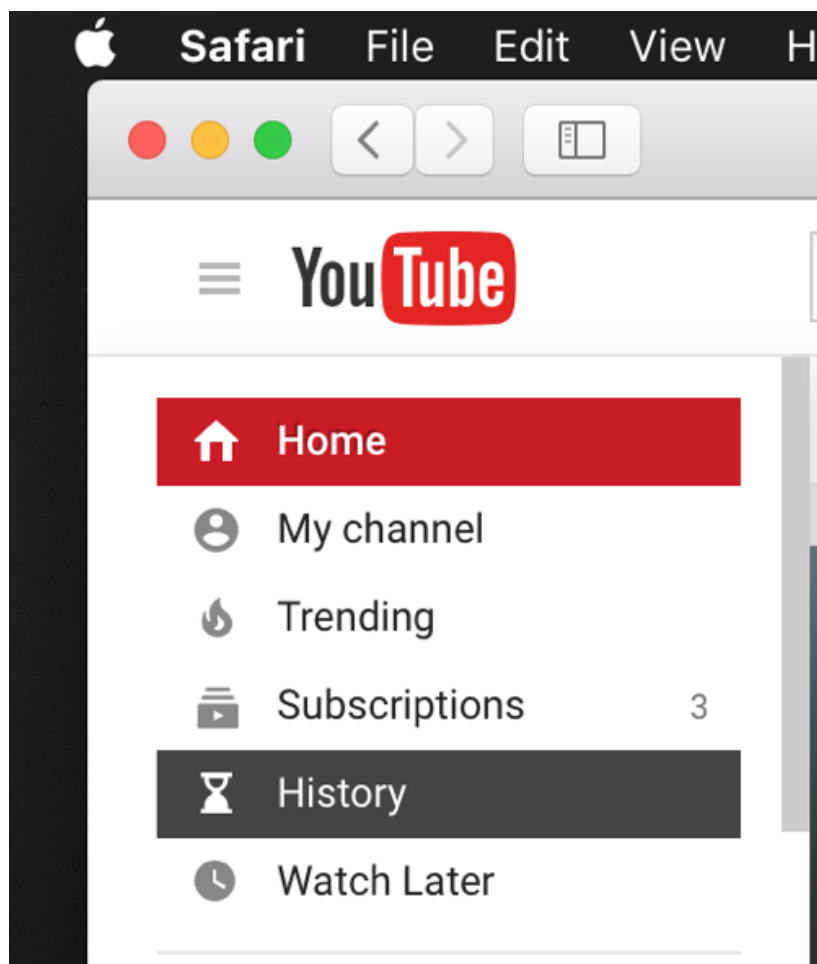 Safari File Edit View H
YouTube
Home
My channel
Trending
Subscriptions 3
History
Watch Later